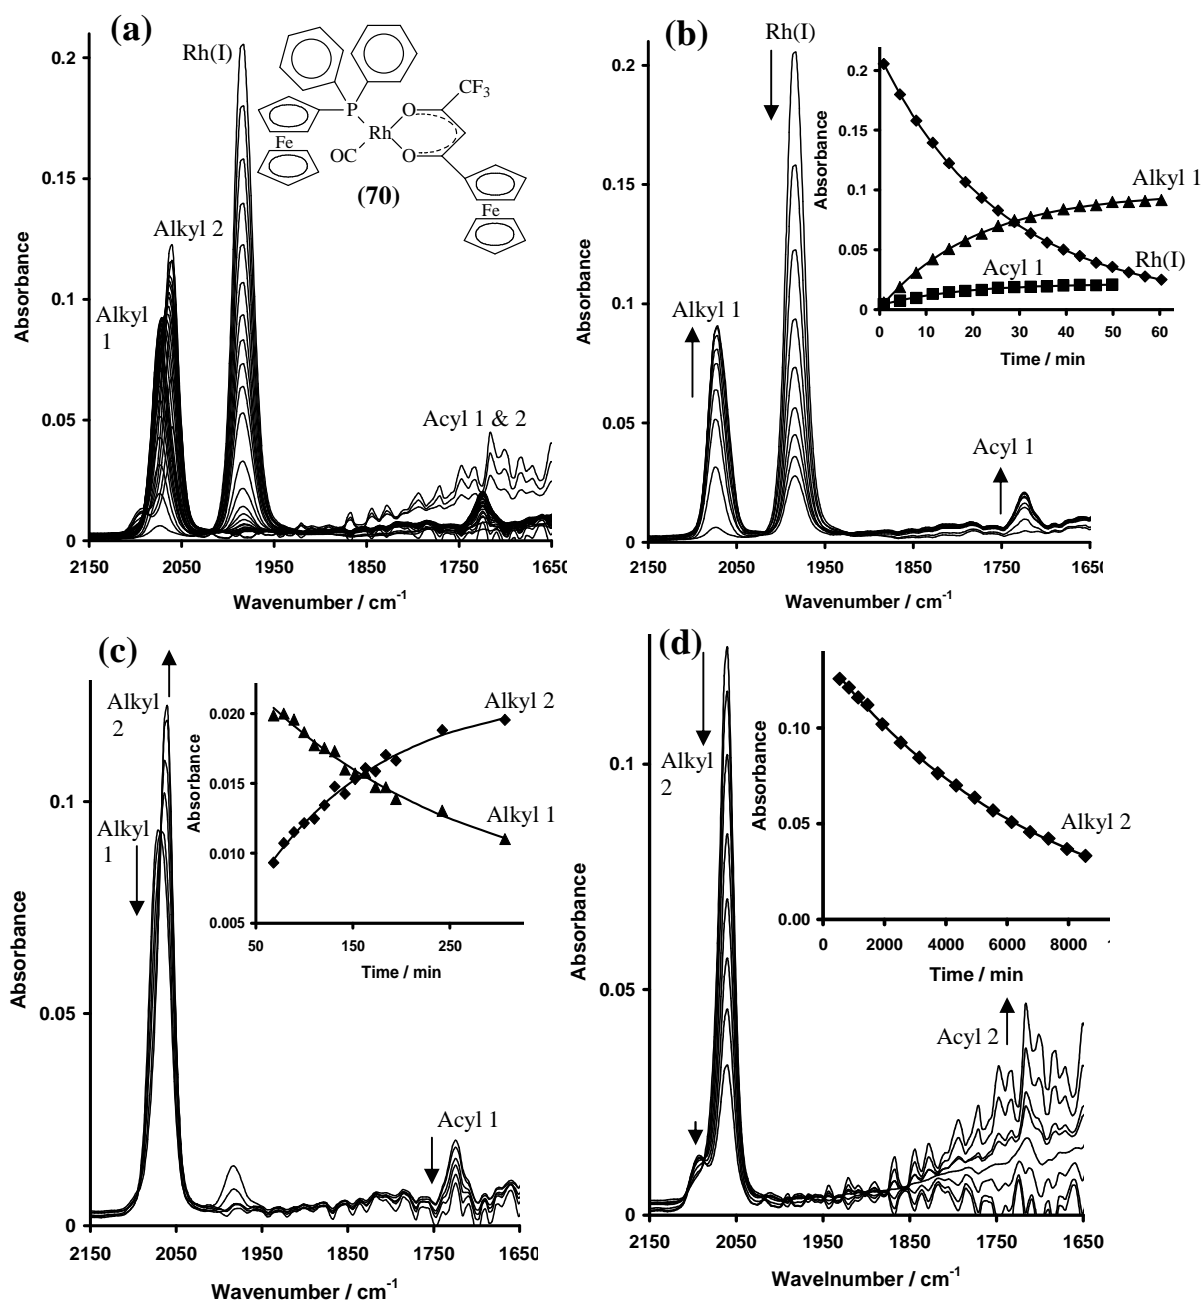 (a)
0.2
0.15
0.1
0.05
0
Absorbance
Rh(I)
Alkyl 2
Alkyl
1
P
Rh
O
O
CF3
OC
Fe
Fe
(70)
Acyl 1 & 2
2150 2050 1950 1850 1750 1650
Wavenumber / cm-1
(b)
0.2
0.15
0.1
0.05
0
Absorbance
Rh(I)
Alkyl 1
Acyl 1
0.2
0.15
0.1
0.05
0
Absorbance
Alkyl 1
Acyl 1
Rh(I)
0 10 20 30 40 50 60
Time / min
2150 2050 1950 1850 1750 1650
Wavenumber / cm-1
(c)
0.1
0.05
0
Absorbance
Alkyl
2
Alkyl
1
0.020
0.015
0.010
0.005
Absorbance
Alkyl 2
Alkyl 1
50 150 250
Time / min
Acyl 1
2150 2050 1950 1850 1750 1650
Wavenumber / cm-1
(d)
0.1
0.05
0
Absorbance
Alkyl
2
0.10
0.05
0.00
Absorbance
Alkyl 2
0 2000 4000 6000 8000
Time / min
Acyl 2
2150 2050 1950 1850 1750 1650
Wavelnumber / cm-1